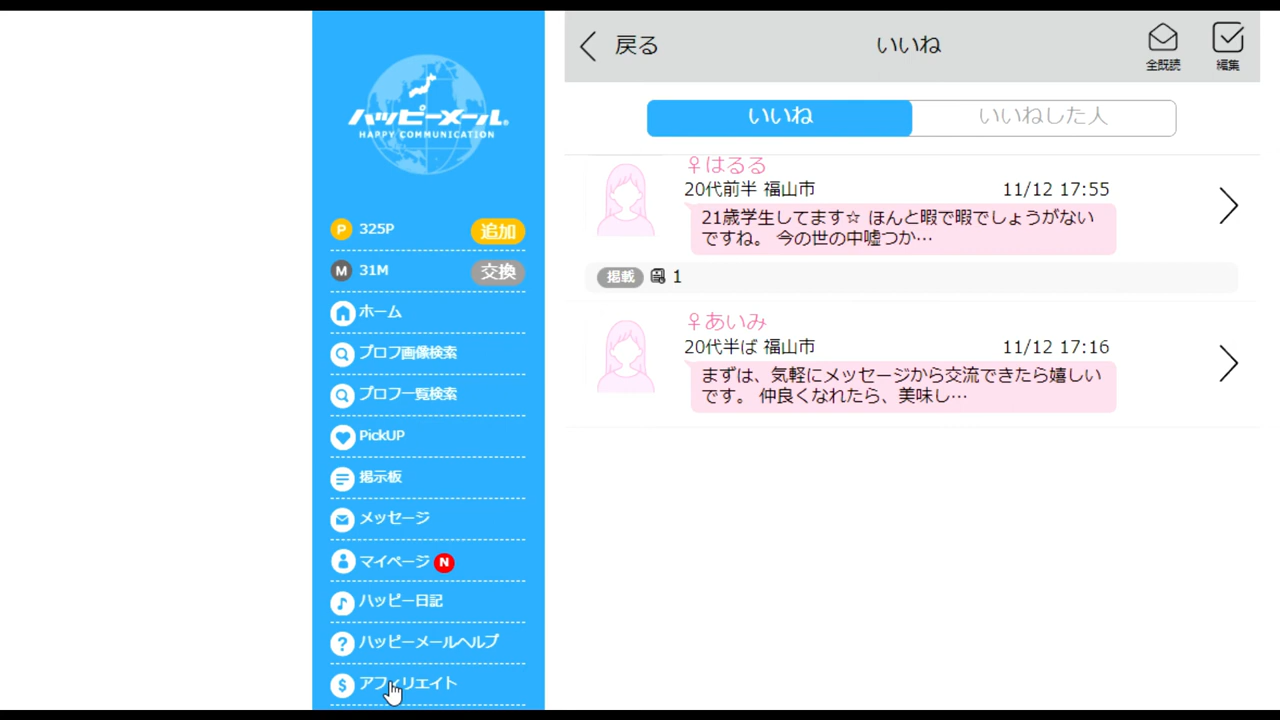 ハッピーメール®
HAPPY COMMUNICATION
P 325P 追加
M 31M 交換
ホーム
プロフ画像検索
プロフ一覧検索
PickUP
掲示板
メッセージ
マイページ N
ハッピー日記
ハッピーメールヘルプ
アフィリエイト
戻る
いいね
全既読
編集
いいね
いいねした人
♀はるる
20代前半 福山市 11/12 17:55
21歳学生してます☆ ほんと暇で暇でしょうがない
ですね。 今の世の中嘘つか…
掲載 1
♀あいみ
20代半ば 福山市 11/12 17:16
まずは、気軽にメッセージから交流できたら嬉しい
です。 仲良くなれたら、美味し…